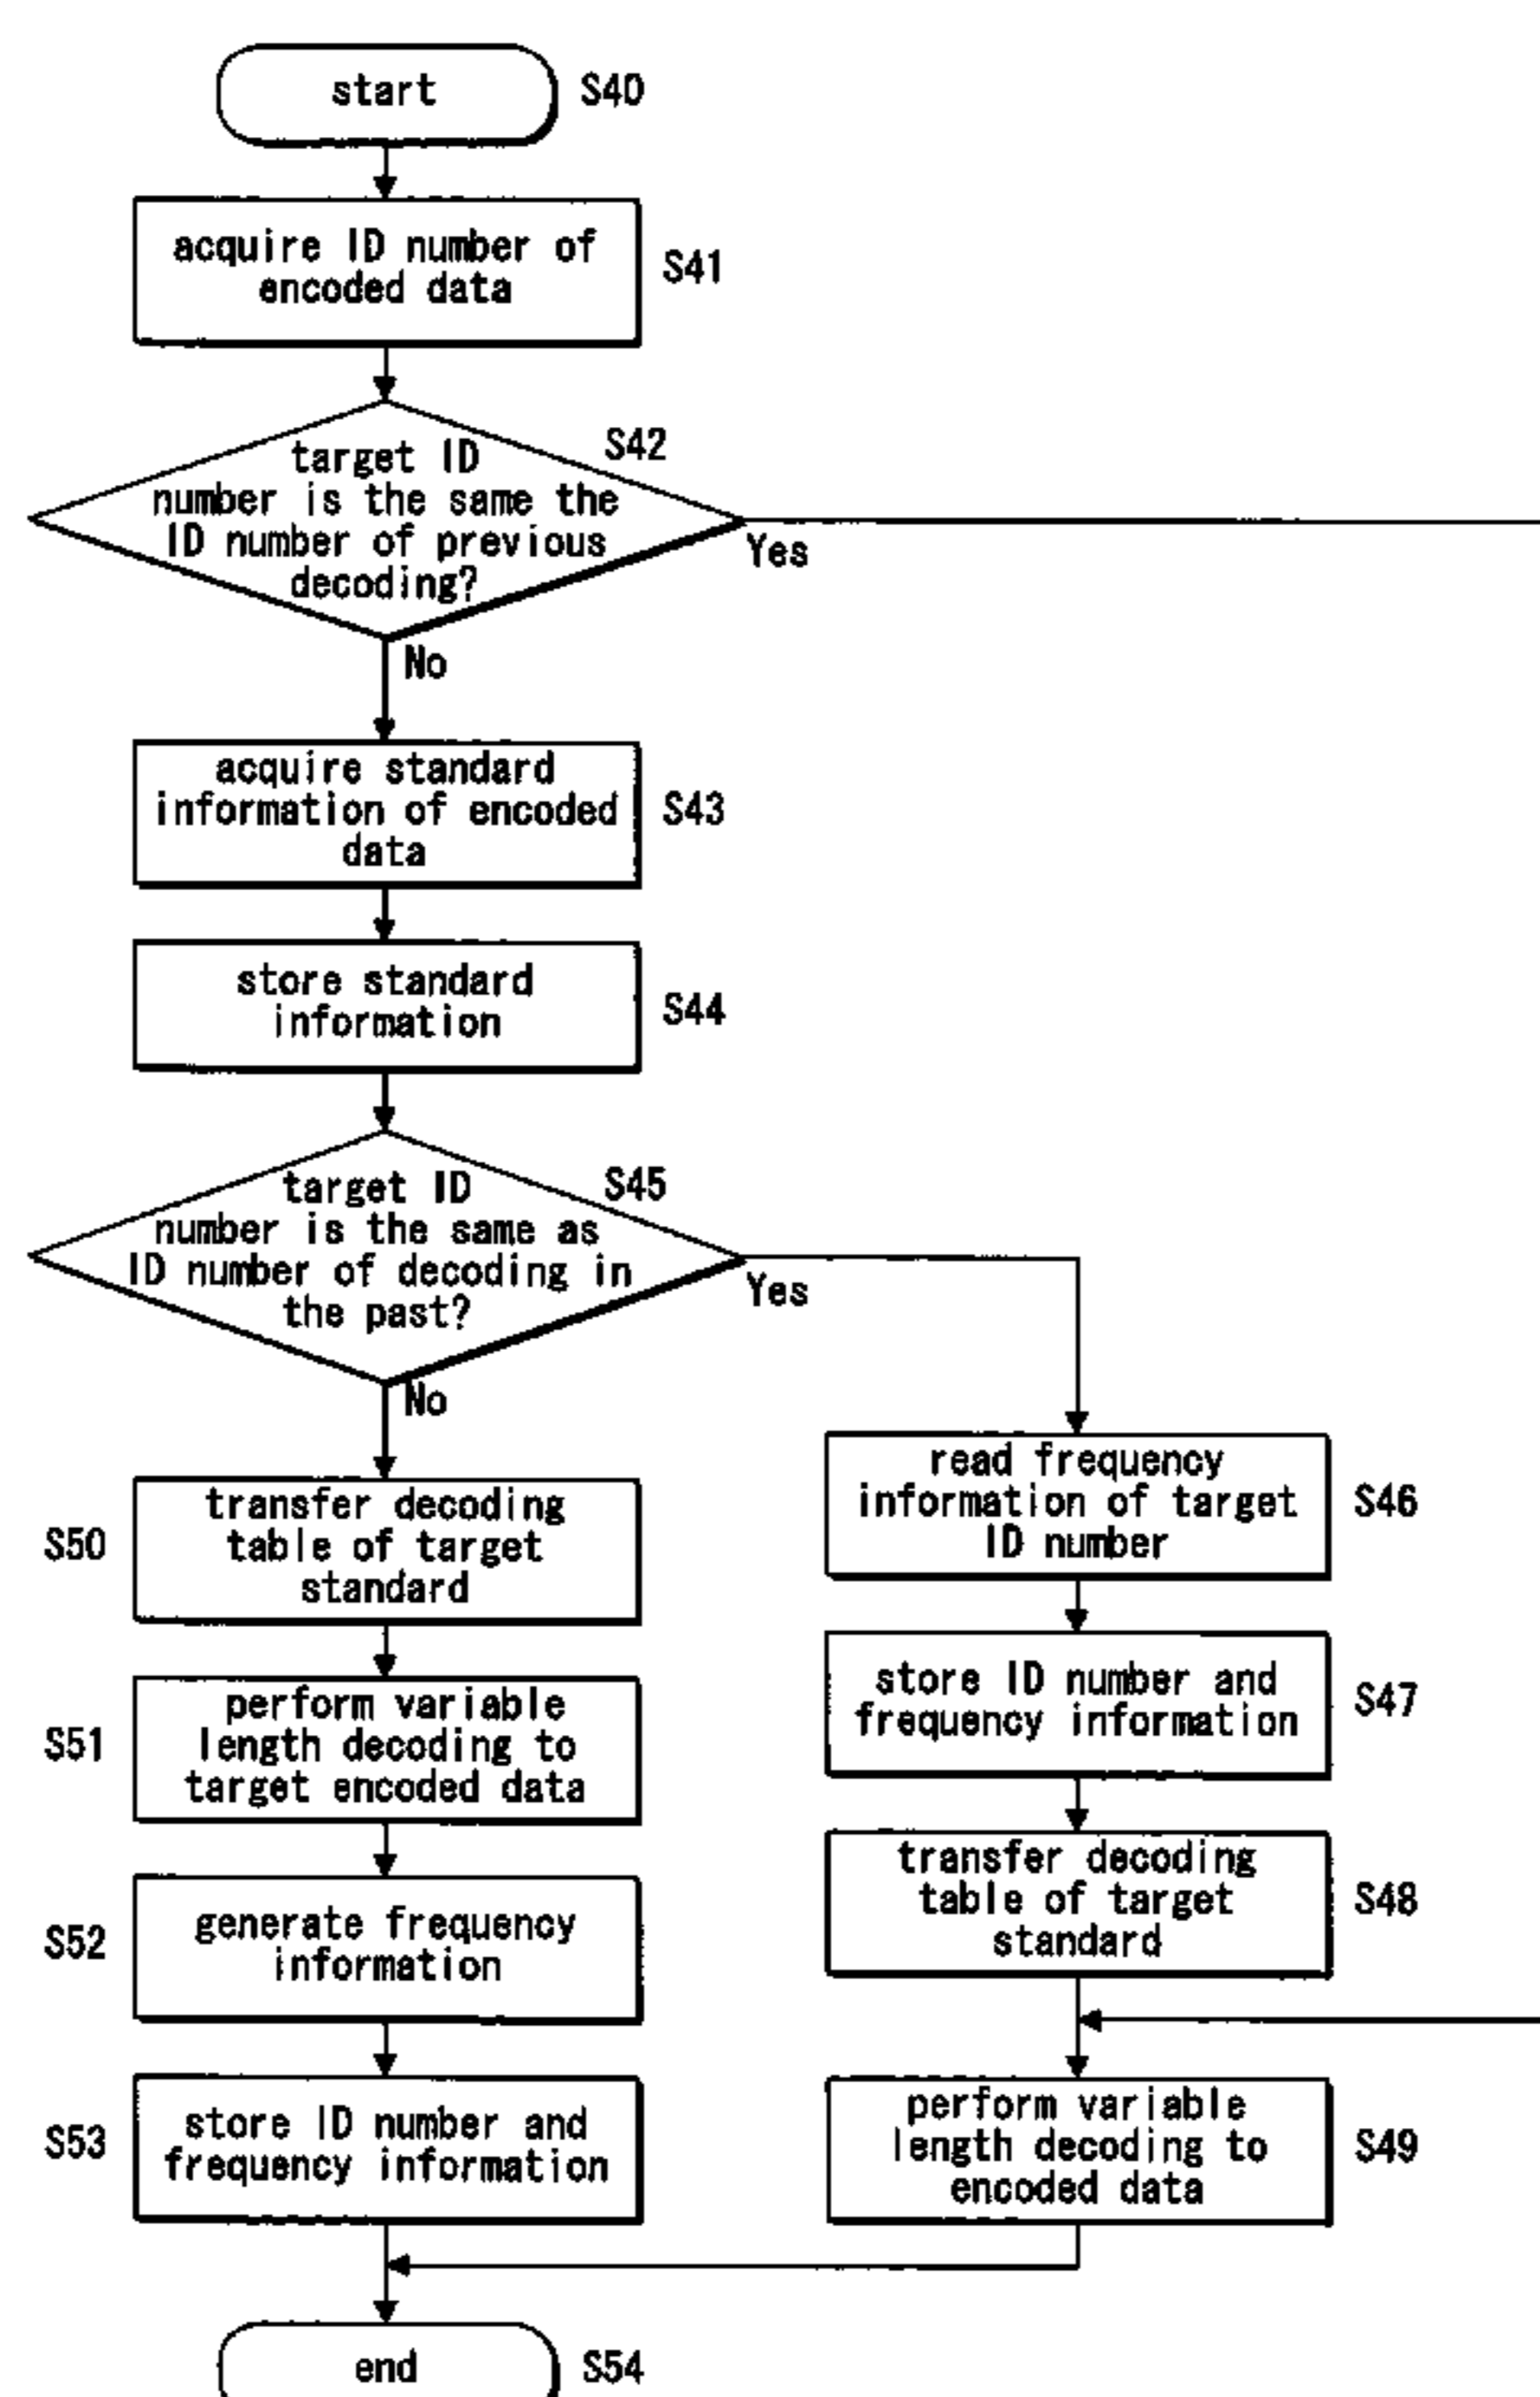 start
S40
acquire ID number of
encoded data
S41
S42
target ID
number is the same the
ID number of previous
decoding?
Yes
No
acquire standard
information of encoded
data
S43
store standard
information
S44
S45
target ID
number is the same as
ID number of decoding in
the past?
Yes
No
read frequency
information of target
ID number
S46
store ID number and
frequency information
S47
transfer decoding
table of target
standard
S48
perform variable
length decoding to
encoded data
S49
S50
transfer decoding
table of target
standard
S51
perform variable
length decoding to
target encoded data
S52
generate frequency
information
S53
store ID number and
frequency information
end
S54